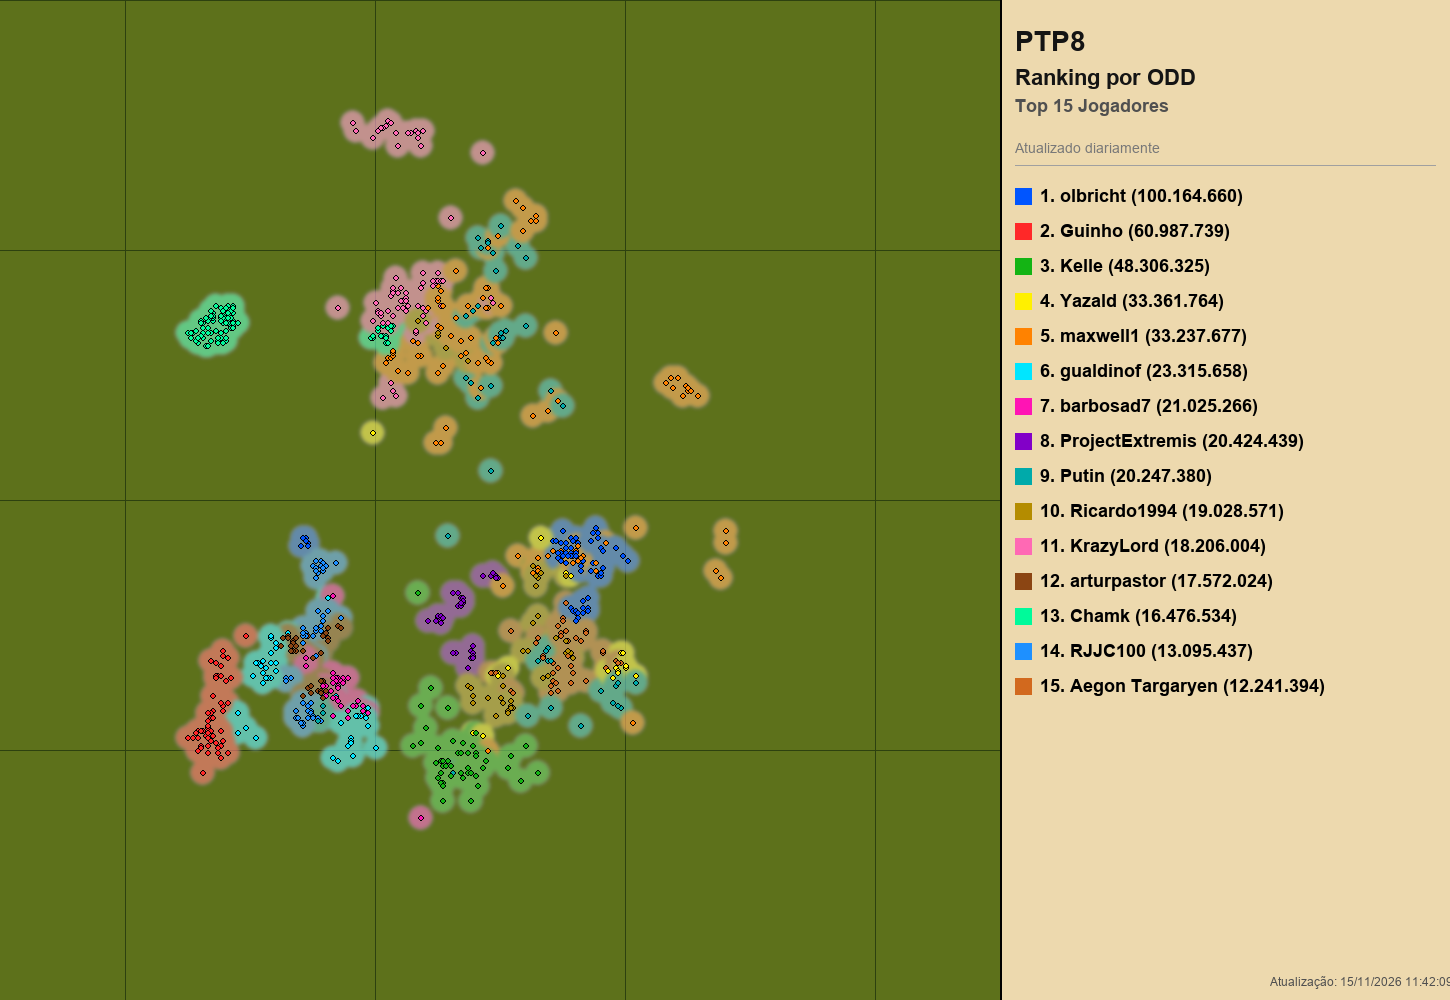 PTP8
Ranking por ODD
Top 15 Jogadores
Atualizado diariamente
1. olbricht (100.164.660)
2. Guinho (60.987.739)
3. Kelle (48.306.325)
4. Yazald (33.361.764)
5. maxwell1 (33.237.677)
6. gualdinof (23.315.658)
7. barbosad7 (21.025.266)
8. ProjectExtremis (20.424.439)
9. Putin (20.247.380)
10. Ricardo1994 (19.028.571)
11. KrazyLord (18.206.004)
12. arturpastor (17.572.024)
13. Chamk (16.476.534)
14. RJJC100 (13.095.437)
15. Aegon Targaryen (12.241.394)
Atualização: 15/11/2026 11:42:09